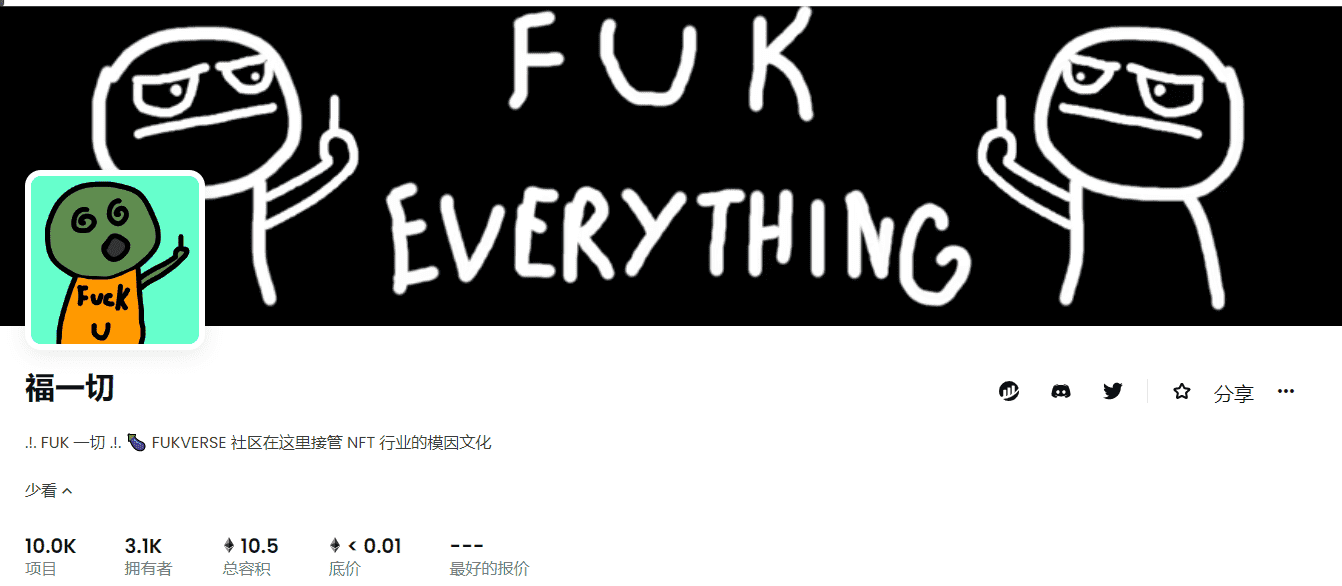 FUK
EVERYTHING
Fuck
U
福一切
分享
.!. FUK 一切 .!. 🍆 FUKVERSE 社区在这里接管 NFT 行业的模因文化
少看
10.0K 3.1K 10.5 < 0.01 ---
项目 拥有者 总容积 底价 最好的报价